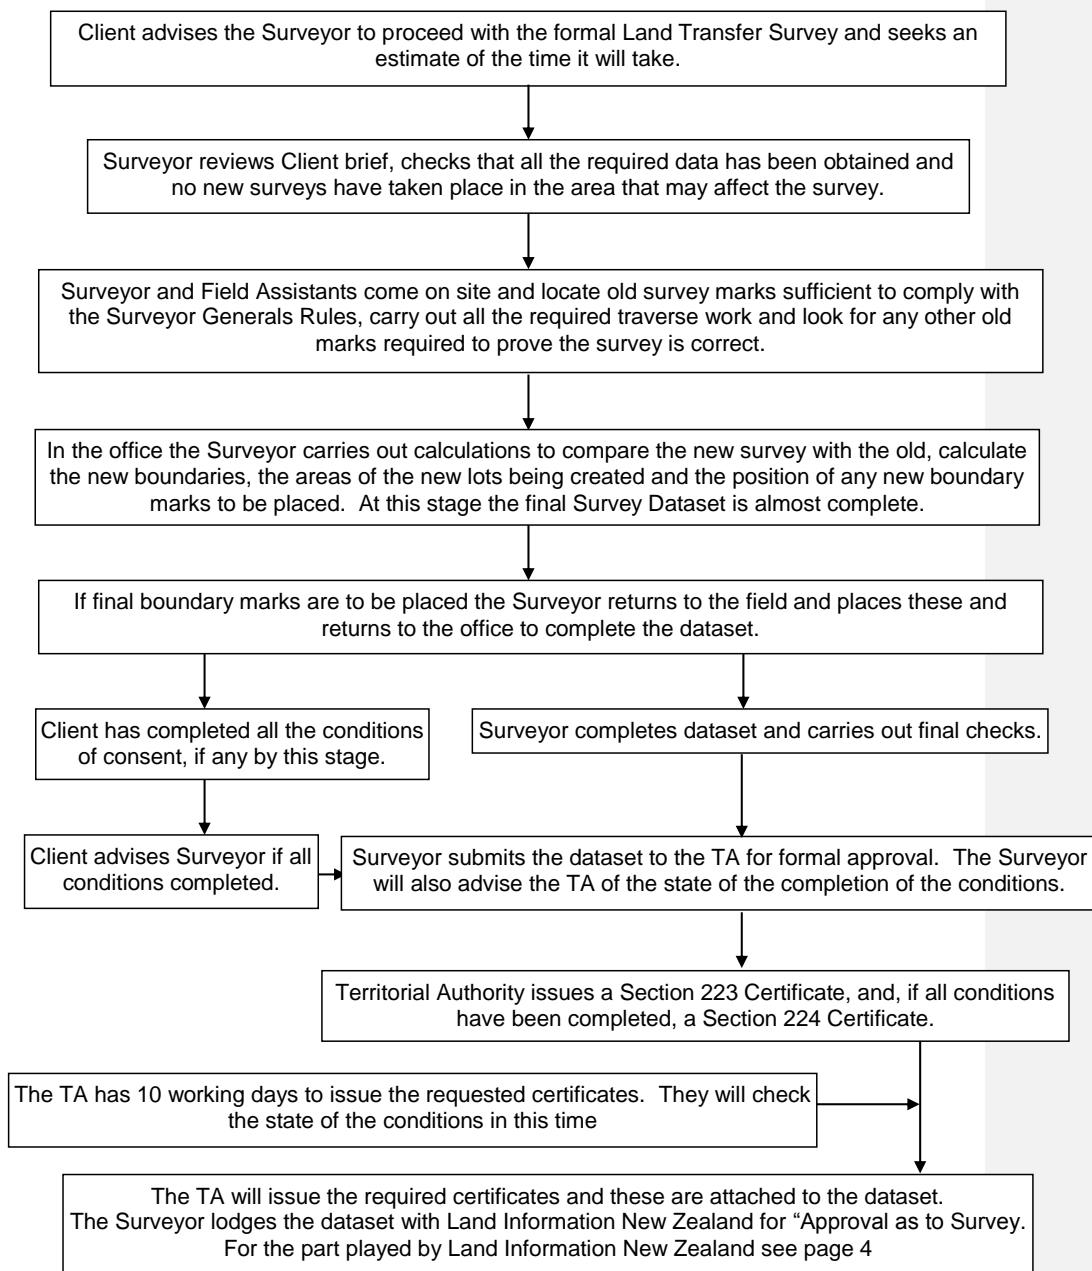 Client advises the Surveyor to proceed with the formal Land Transfer Survey and seeks an
estimate of the time it will take.
Surveyor reviews Client brief, checks that all the required data has been obtained and
no new surveys have taken place in the area that may affect the survey.
Surveyor and Field Assistants come on site and locate old survey marks sufficient to comply with
the Surveyor Generals Rules, carry out all the required traverse work and look for any other old
marks required to prove the survey is correct.
In the office the Surveyor carries out calculations to compare the new survey with the old, calculate
the new boundaries, the areas of the new lots being created and the position of any new boundary
marks to be placed. At this stage the final Survey Dataset is almost complete.
If final boundary marks are to be placed the Surveyor returns to the field and places these and
returns to the office to complete the dataset.
Client has completed all the conditions
of consent, if any by this stage.
Surveyor completes dataset and carries out final checks.
Client advises Surveyor if all
conditions completed.
Surveyor submits the dataset to the TA for formal approval. The Surveyor
will also advise the TA of the state of the completion of the conditions.
Territorial Authority issues a Section 223 Certificate, and, if all conditions
have been completed, a Section 224 Certificate.
The TA has 10 working days to issue the requested certificates. They will check
the state of the conditions in this time
The TA will issue the required certificates and these are attached to the dataset.
The Surveyor lodges the dataset with Land Information New Zealand for “Approval as to Survey.
For the part played by Land Information New Zealand see page 4